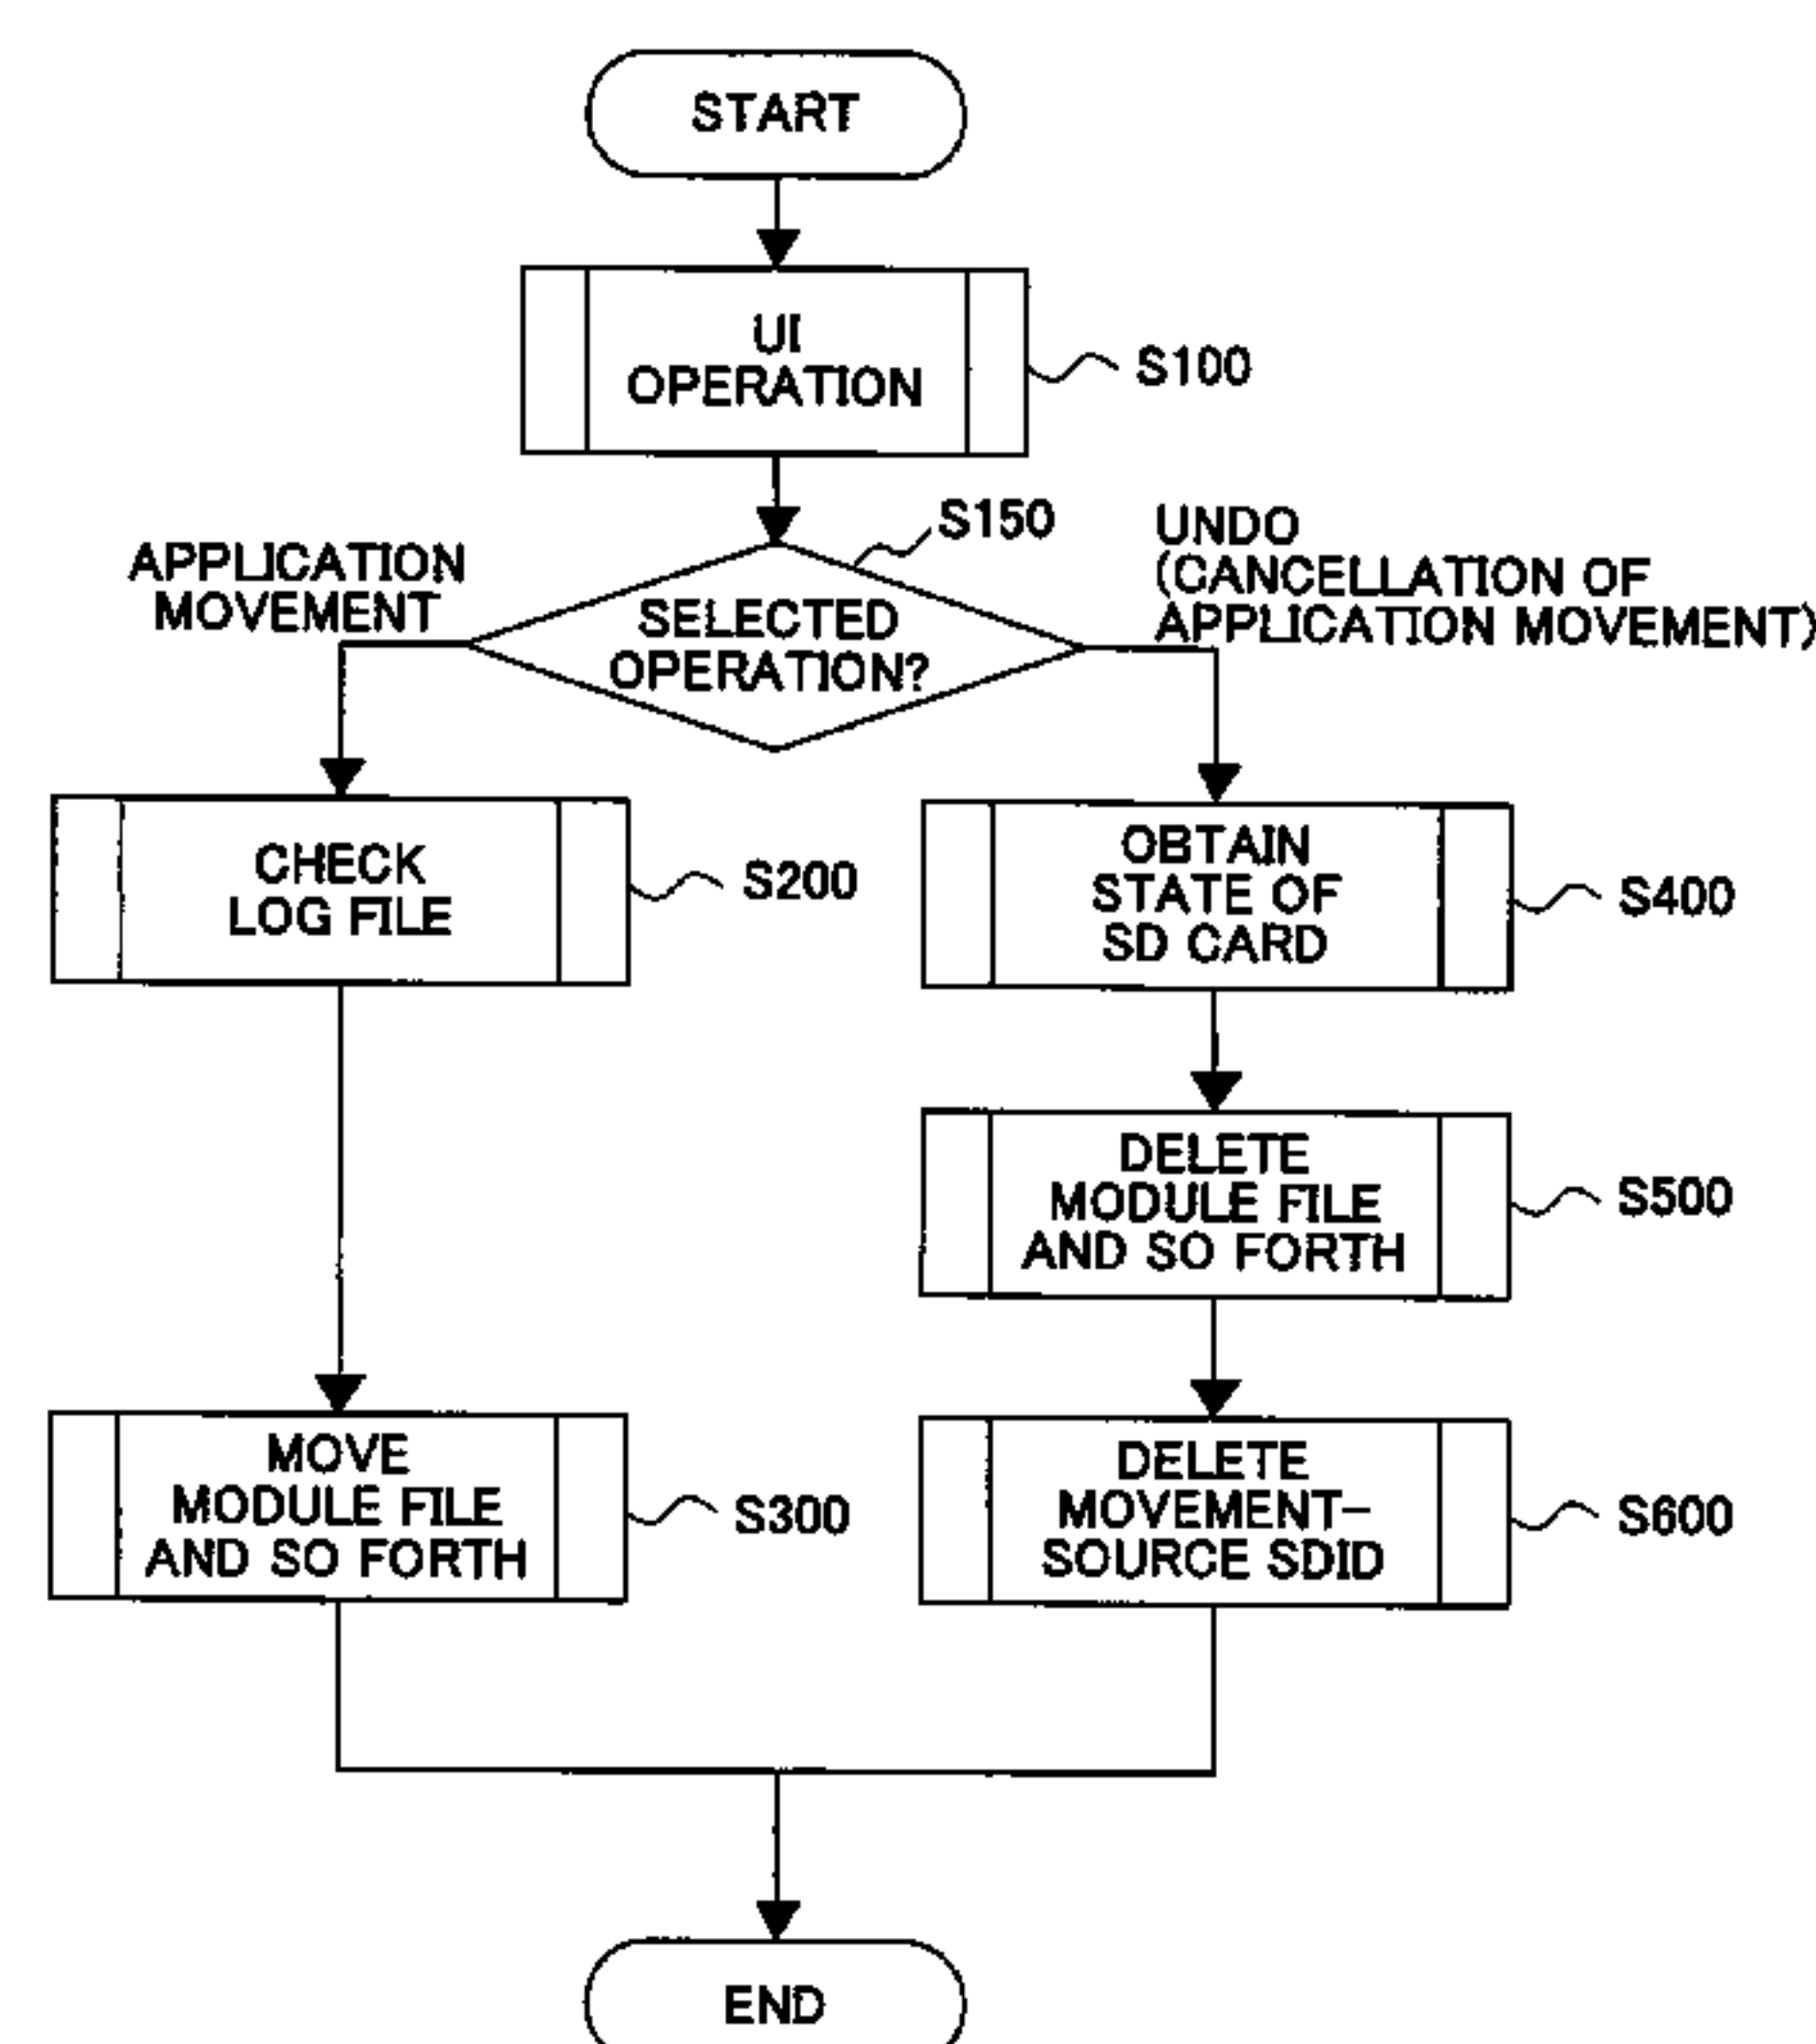 START
UI
OPERATION
S100
S150
APPLICATION
MOVEMENT
UNDO
(CANCELLATION OF
APPLICATION MOVEMENT)
SELECTED
OPERATION?
CHECK
LOG FILE
S200
OBTAIN
STATE OF
SD CARD
S400
DELETE
MODULE FILE
AND SO FORTH
S500
MOVE
MODULE FILE
AND SO FORTH
S300
DELETE
MOVEMENT-
SOURCE SDID
S600
END